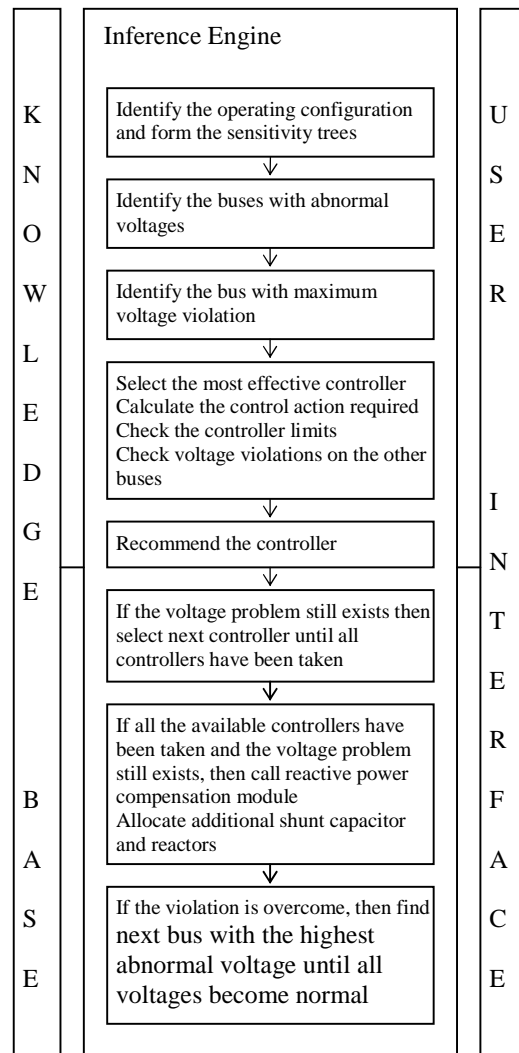 KNOWLEDGE BASE
Inference Engine
Identify the operating configuration
and form the sensitivity trees
Identify the buses with abnormal
voltages
Identify the bus with maximum
voltage violation
Select the most effective controller
Calculate the control action required
Check the controller limits
Check voltage violations on the other
buses
Recommend the controller
If the voltage problem still exists then
select next controller until all
controllers have been taken
If all the available controllers have
been taken and the voltage problem
still exists, then call reactive power
compensation module
Allocate additional shunt capacitor
and reactors
If the violation is overcome, then find
next bus with the highest
abnormal voltage until all
voltages become normal
USER INTERFACE